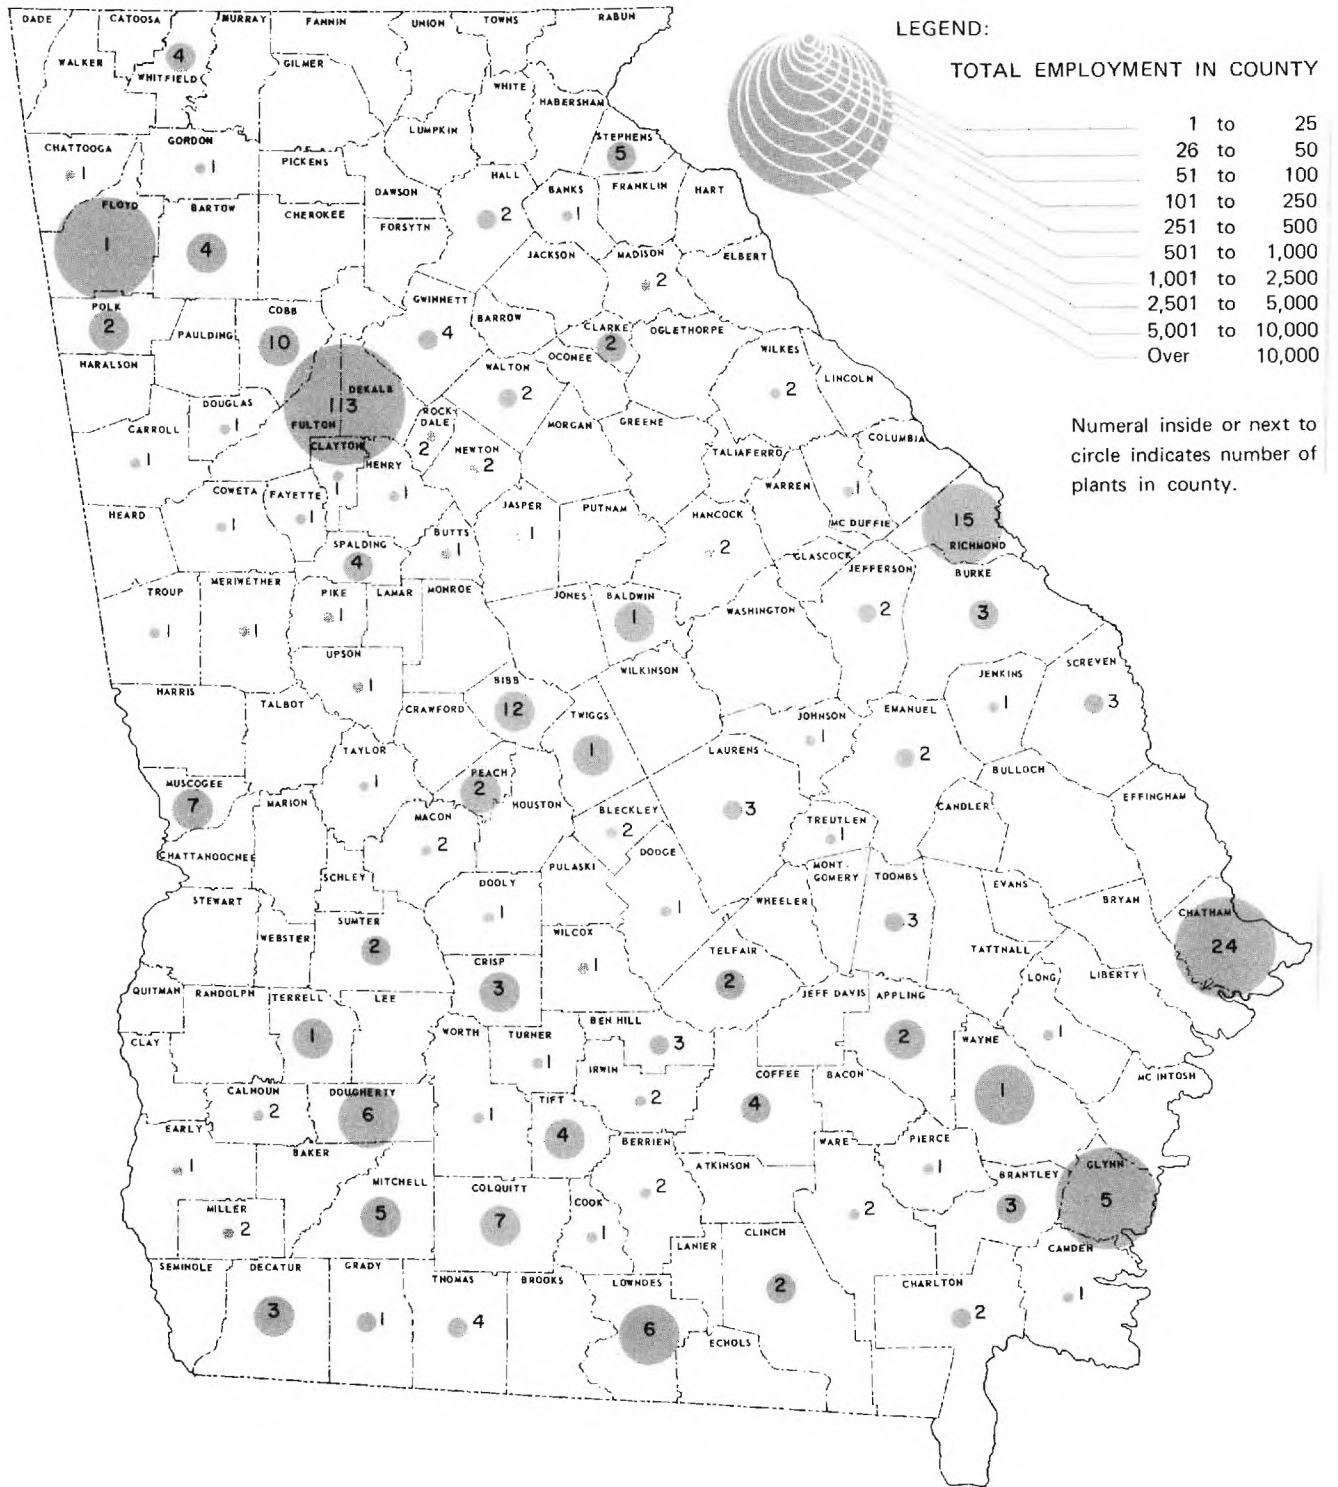 LEGEND:
TOTAL EMPLOYMENT IN COUNTY
1 to 25
26 to 50
51 to 100
101 to 250
251 to 500
501 to 1,000
1,001 to 2,500
2,501 to 5,000
5,001 to 10,000
Over 10,000
Numeral inside or next to
circle indicates number of
plants in county.
DADE
CATOOSA
MURRAY
FANNIN
UNION
TOWNS
RABUN
WALKER
4
WHITFIELD
GILMER
WHITE
HABERSHAM
LUMPKIN
STEPHENS
5
CHATTOOGA
1
GORDON
1
PICKENS
DAWSON
HALL
2
BANKS
1
FRANKLIN
HART
FLOYD
1
BARTOW
4
CHEROKEE
FORSYTH
JACKSON
MADISON
2
ELBERT
POLK
2
PAULDING
COBB
10
GWINNETT
4
BARROW
CLARKE
2
OCONEE
OGLETHORPE
WILKES
2
LINCOLN
HARALSON
DOUGLAS
1
DEKALB
113
FULTON
CLAYTON
1
ROCK
DALE
2
WALTON
2
MORGAN
GREENE
TALIAFERRO
COLUMBIA
CARROLL
1
HENRY
1
NEWTON
2
WARREN
1
MC DUFFIE
15
RICHMOND
HEARD
COWETA
1
FAYETTE
1
SPALDING
4
BUTTS
1
JASPER
1
PUTNAM
HANCOCK
2
GLASCOCK
JEFFERSON
2
BURKE
3
TROUP
1
MERIWETHER
1
PIKE
1
LAMAR
MONROE
JONES
BALDWIN
1
WASHINGTON
UPSON
1
WILKINSON
JENKINS
1
SCREVEN
3
HARRIS
TALBOT
CRAWFORD
BIBB
12
TWIGGS
1
JOHNSON
1
EMANUEL
2
MUSCOGEE
7
TAYLOR
1
PEACH
2
HOUSTON
LAURENS
3
BULLOCH
EFFINGHAM
MARION
MACON
2
BLECKLEY
2
TREUTLEN
1
CANDLER
CHATTAHOOCHEE
SCHLEY
DOOLY
1
PULASKI
DODGE
1
MONT-
GOMERY
TOOMBS
3
EVANS
BRYAN
STEWART
WEBSTER
SUMTER
2
WILCOX
1
WHEELER
TATTNALL
CHATHAM
24
CRISP
3
TELFAIR
2
LONG
1
LIBERTY
QUITMAN
RANDOLPH
TERRELL
1
LEE
JEFF DAVIS
APPLING
2
WAYNE
1
CLAY
WORTH
1
TURNER
1
BEN HILL
3
IRWIN
2
COFFEE
4
BACON
MC INTOSH
CALHOUN
2
DOUGHERTY
6
TIFT
4
EARLY
1
BAKER
BERRIEN
2
ATKINSON
WARE
2
PIERCE
1
BRANTLEY
3
GLYNN
5
MILLER
2
MITCHELL
5
COLQUITT
7
COOK
1
LANIER
CLINCH
2
CAMDEN
1
SEMINOLE
DECATUR
3
GRADY
1
THOMAS
4
BROOKS
LOWNDES
6
ECHOLS
CHARLTON
2